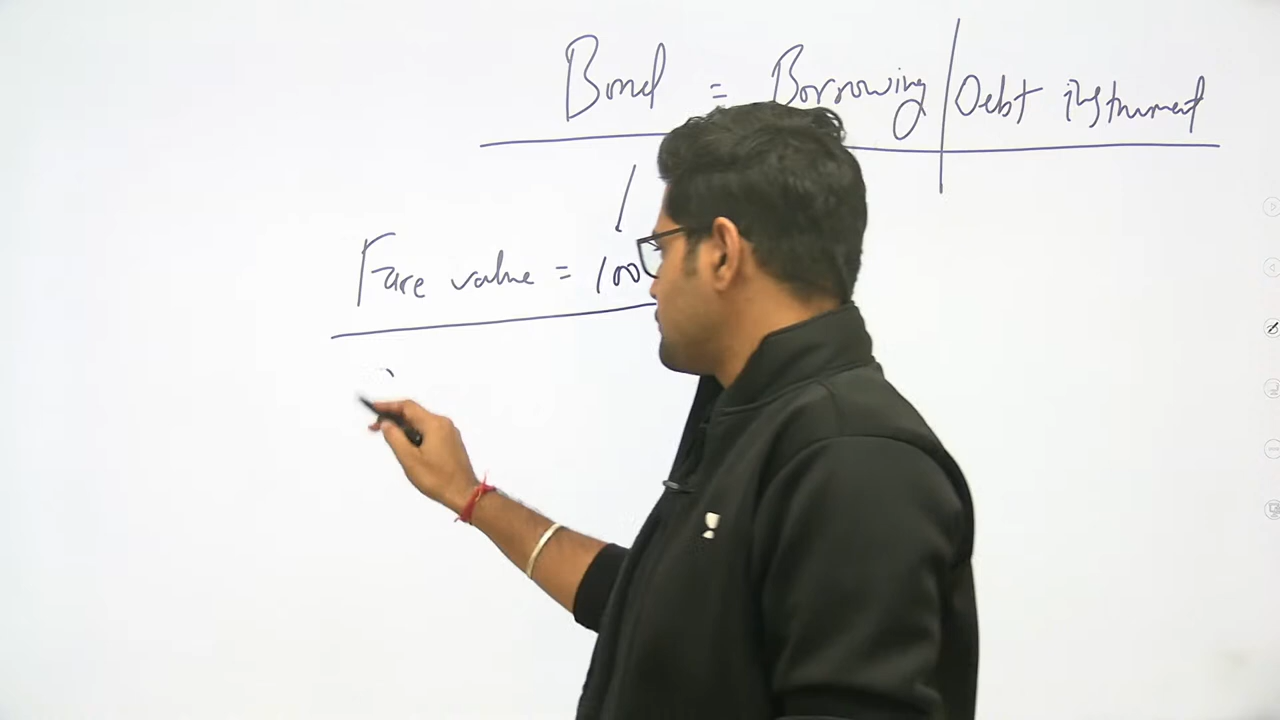 Bond = Borrowing | Debt instrument
Face value = 100